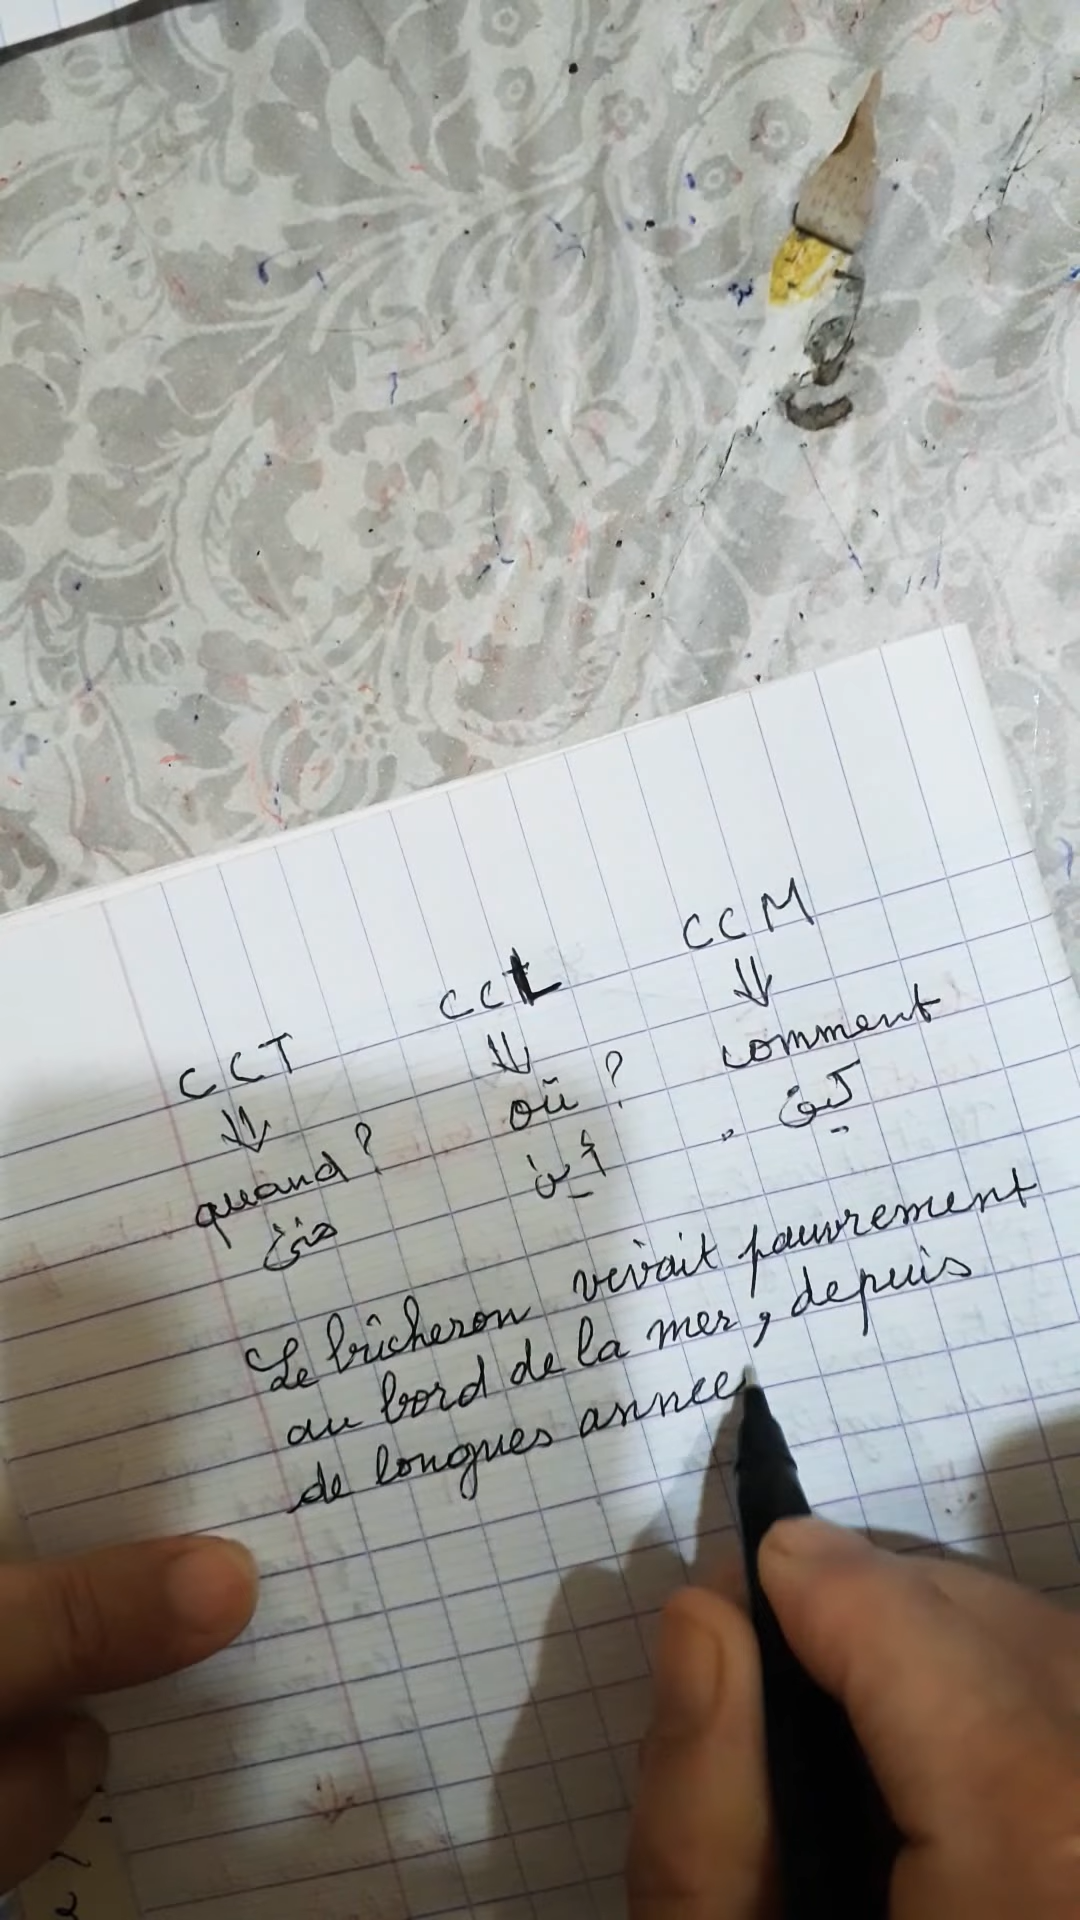 CCT CCL CCM
quand ? où ? comment
متى أين كيف
Le bûcheron vivait pauvrement
au bord de la mer, depuis
de longues annees